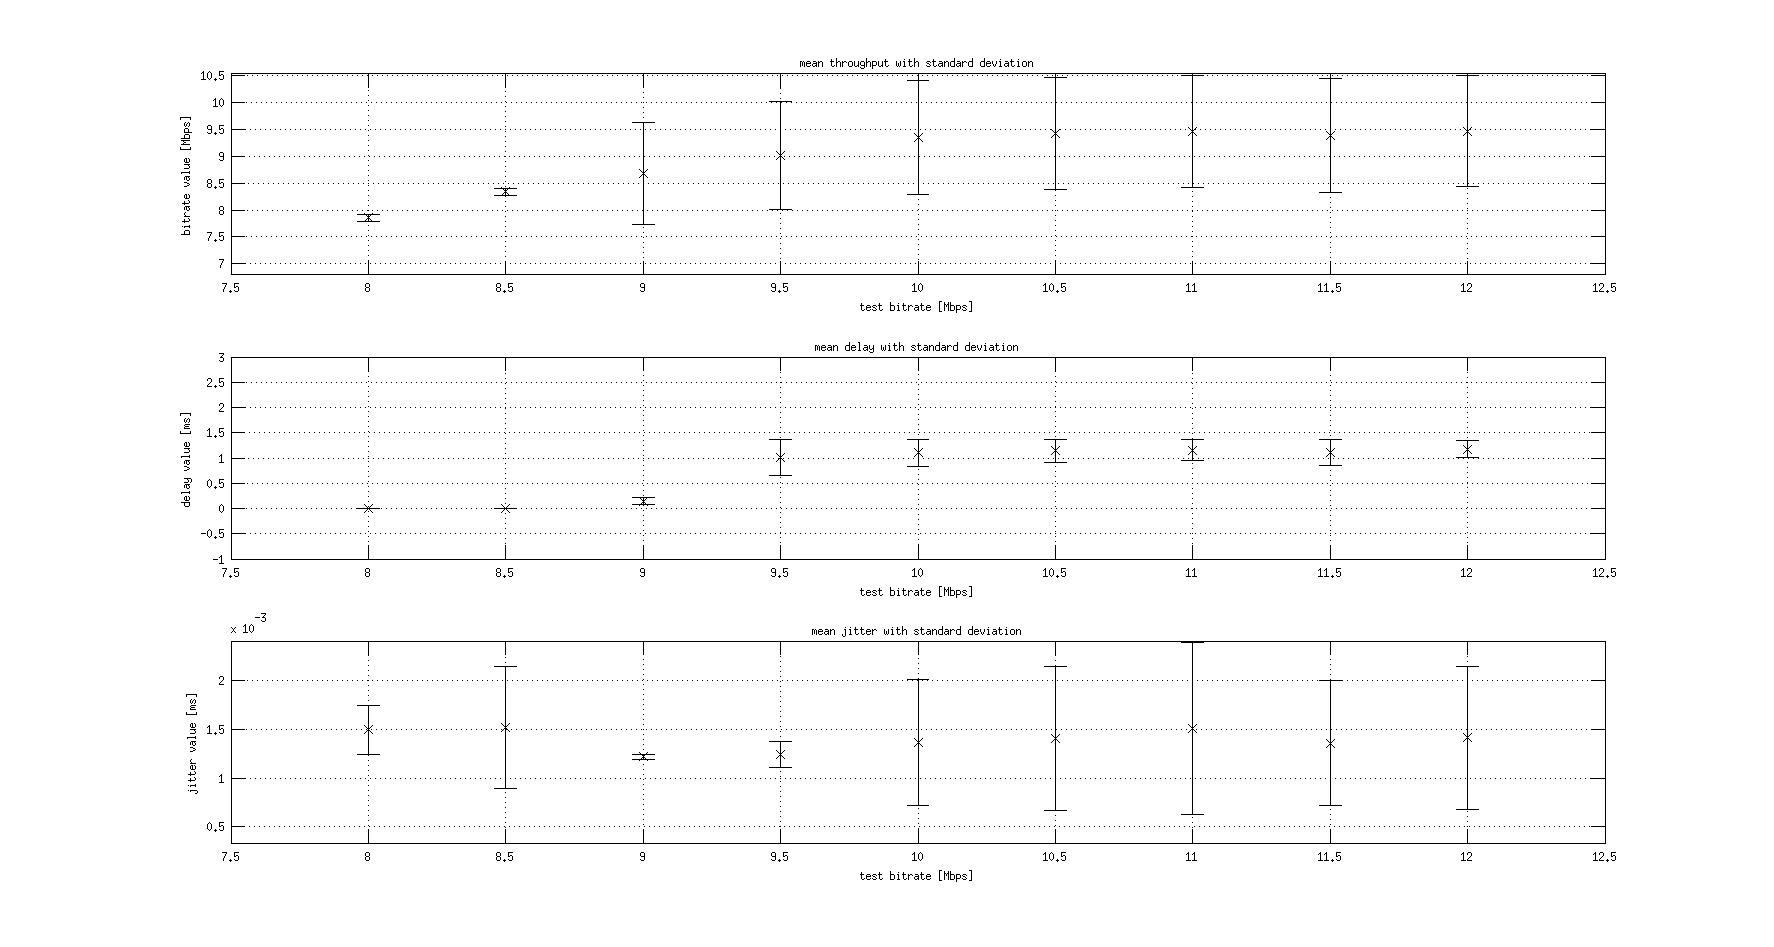 mean throughput with standard deviation
bitrate value [Mbps]
10.5
10
9.5
9
8.5
8
7.5
7
7.5 8 8.5 9 9.5 10 10.5 11 11.5 12 12.5
test bitrate [Mbps]
mean delay with standard deviation
delay value [ms]
3
2.5
2
1.5
1
0.5
0
-0.5
-1
7.5 8 8.5 9 9.5 10 10.5 11 11.5 12 12.5
test bitrate [Mbps]
x 10^-3
mean jitter with standard deviation
jitter value [ms]
2
1.5
1
0.5
7.5 8 8.5 9 9.5 10 10.5 11 11.5 12 12.5
test bitrate [Mbps]